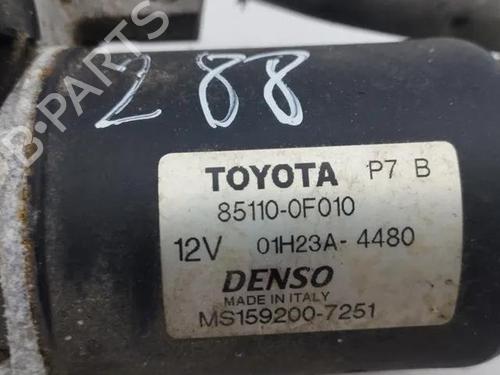 B-PARTS
288
TOYOTA P7 B
85110-0F010
12V 01H23A-4480
DENSO
MADE IN ITALY
MS159200-7251